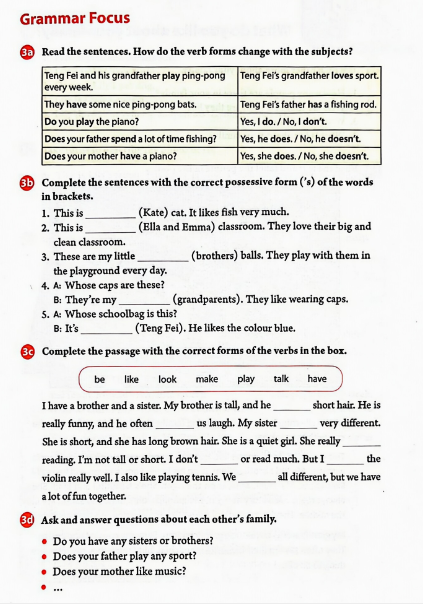 Grammar Focus
3a Read the sentences. How do the verb forms change with the subjects?
Teng Fei and his grandfather play ping-pong every week. Teng Fei's grandfather loves sport.
They have some nice ping-pong bats. Teng Fei's father has a fishing rod.
Do you play the piano? Yes, I do. / No, I don't.
Does your father spend a lot of time fishing? Yes, he does. / No, he doesn't.
Does your mother have a piano? Yes, she does. / No, she doesn't.
3b Complete the sentences with the correct possessive form ('s) of the words
in brackets.
1. This is ________ (Kate) cat. It likes fish very much.
2. This is ________ (Ella and Emma) classroom. They love their big and
clean classroom.
3. These are my little ________ (brothers) balls. They play with them in
the playground every day.
4. A: Whose caps are these?
B: They're my ________ (grandparents). They like wearing caps.
5. A: Whose schoolbag is this?
B: It's ________ (Teng Fei). He likes the colour blue.
3c Complete the passage with the correct forms of the verbs in the box.
be like look make play talk have
I have a brother and a sister. My brother is tall, and he ______ short hair. He is
really funny, and he often ______ us laugh. My sister ______ very different.
She is short, and she has long brown hair. She is a quiet girl. She really ______
reading. I'm not tall or short. I don't ______ or read much. But I ______ the
violin really well. I also like playing tennis. We ______ all different, but we have
a lot of fun together.
3d Ask and answer questions about each other's family.
• Do you have any sisters or brothers?
• Does your father play any sport?
• Does your mother like music?
• ...